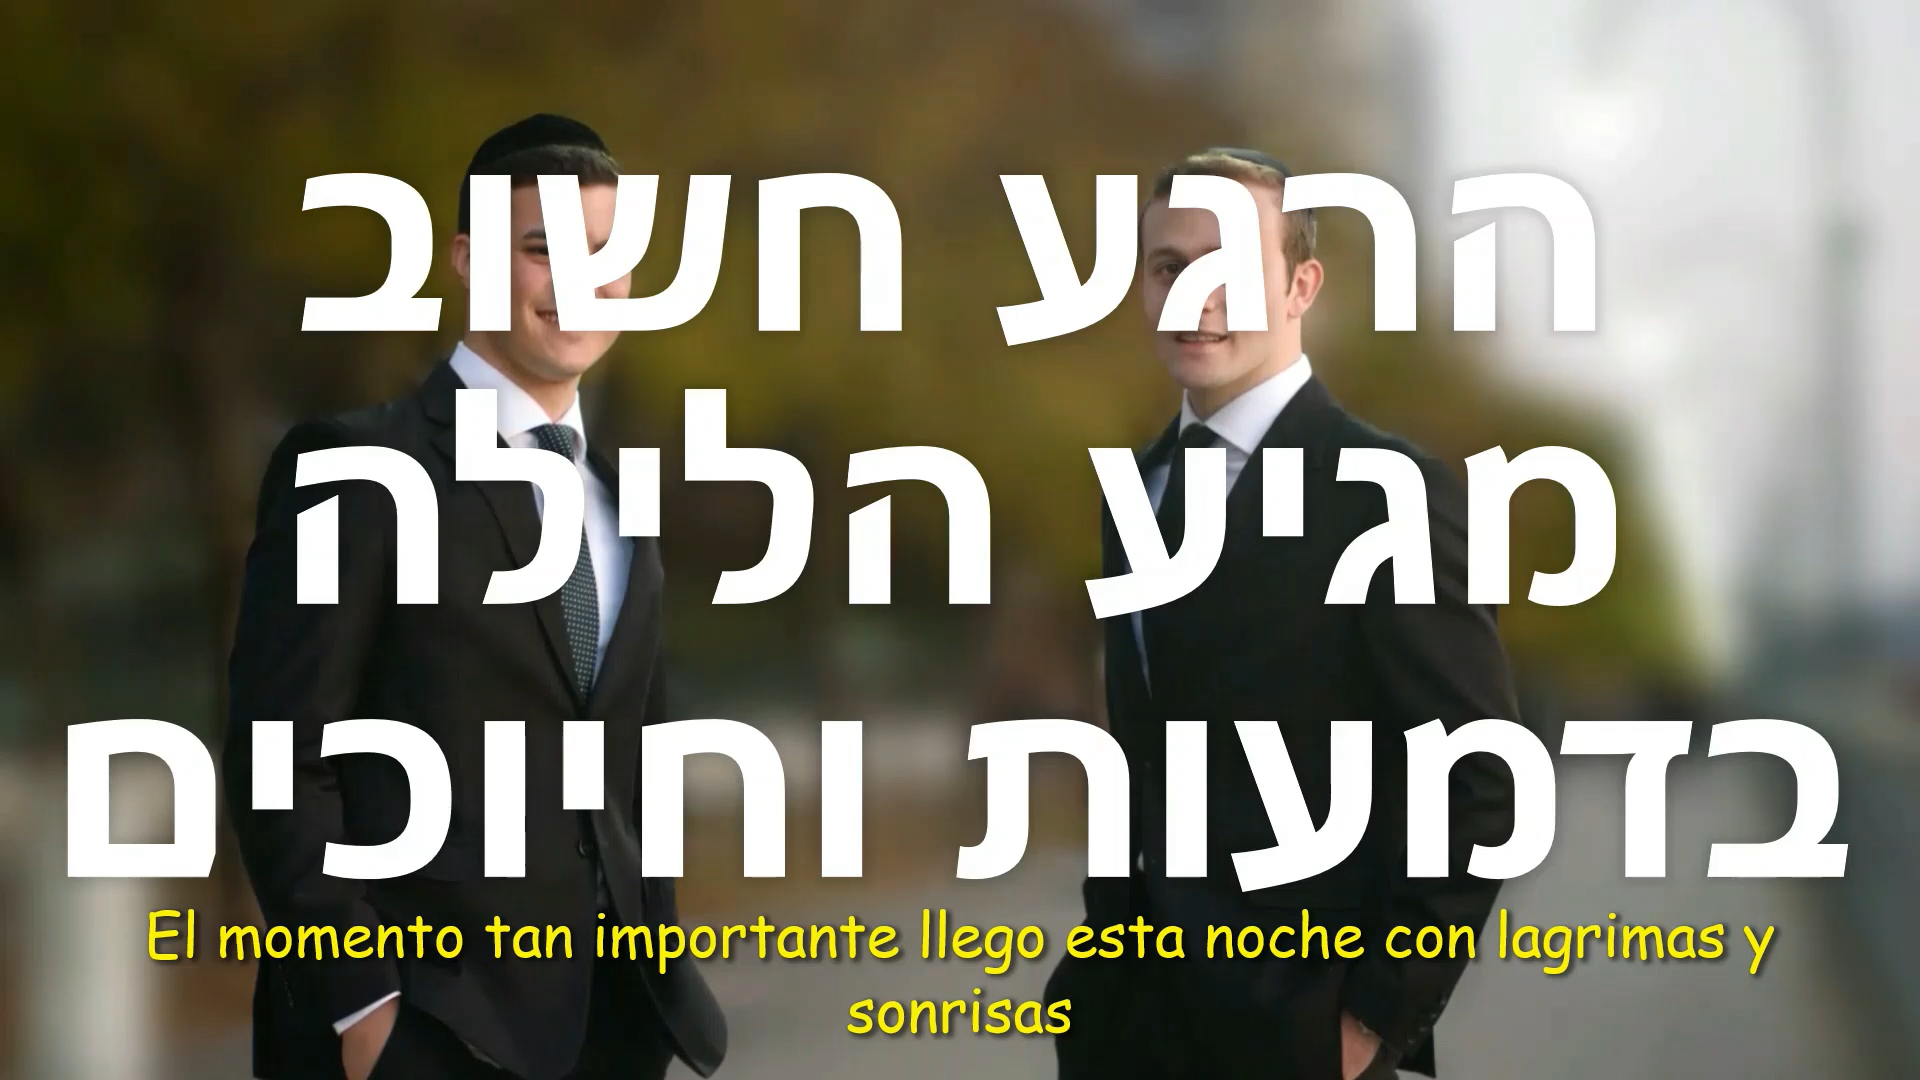 הרגע חשוב
מגיע הלילה
בדמעות וחיוכים
El momento tan importante llego esta noche con lagrimas y
sonrisas